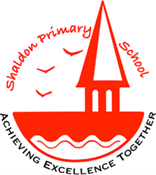 Shaldon Primary School
ACHIEVING EXCELLENCE TOGETHER